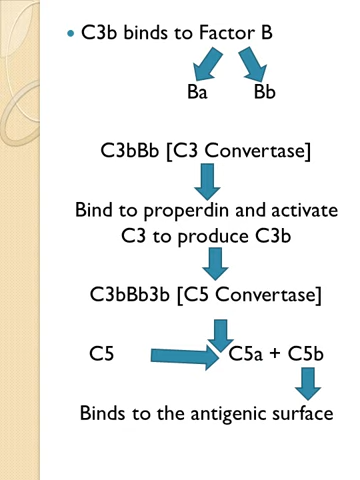 C3b binds to Factor B
Ba Bb
C3bBb [C3 Convertase]
Bind to properdin and activate
C3 to produce C3b
C3bBb3b [C5 Convertase]
C5 C5a + C5b
Binds to the antigenic surface